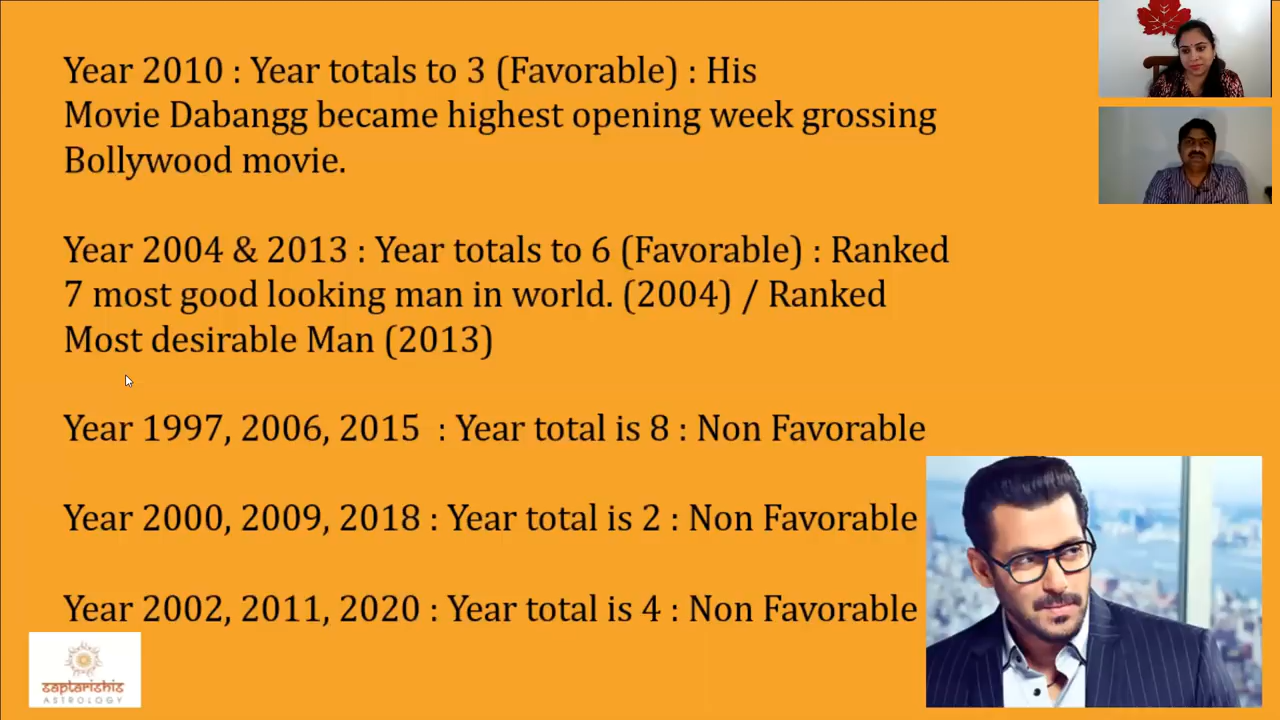 Year 2010 : Year totals to 3 (Favorable) : His
Movie Dabangg became highest opening week grossing
Bollywood movie.
Year 2004 & 2013 : Year totals to 6 (Favorable) : Ranked
7 most good looking man in world. (2004) / Ranked
Most desirable Man (2013)
Year 1997, 2006, 2015 : Year total is 8 : Non Favorable
Year 2000, 2009, 2018 : Year total is 2 : Non Favorable
Year 2002, 2011, 2020 : Year total is 4 : Non Favorable
saptarishis
ASTROLOGY